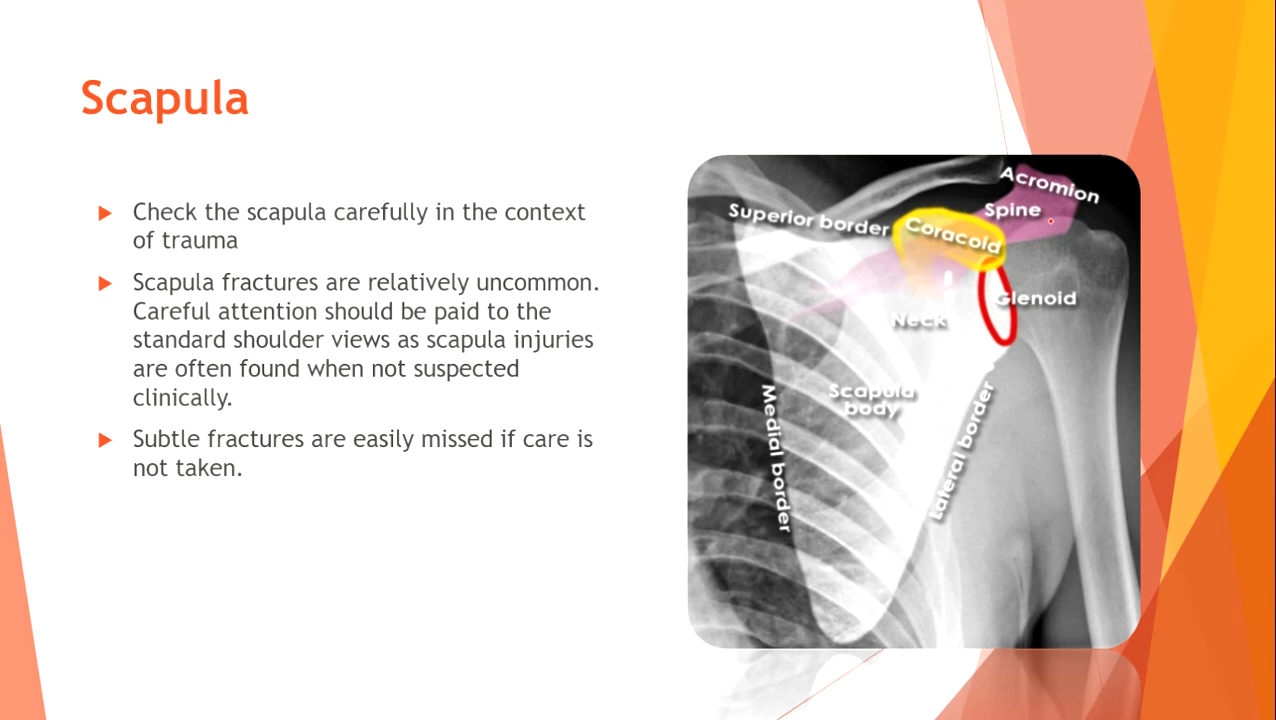 Scapula
Check the scapula carefully in the context
of trauma
Scapula fractures are relatively uncommon.
Careful attention should be paid to the
standard shoulder views as scapula injuries
are often found when not suspected
clinically.
Subtle fractures are easily missed if care is
not taken.
Acromion
Spine
Superior border
Coracoid
Glenoid
Neck
Scapula
body
Medial border
Lateral border